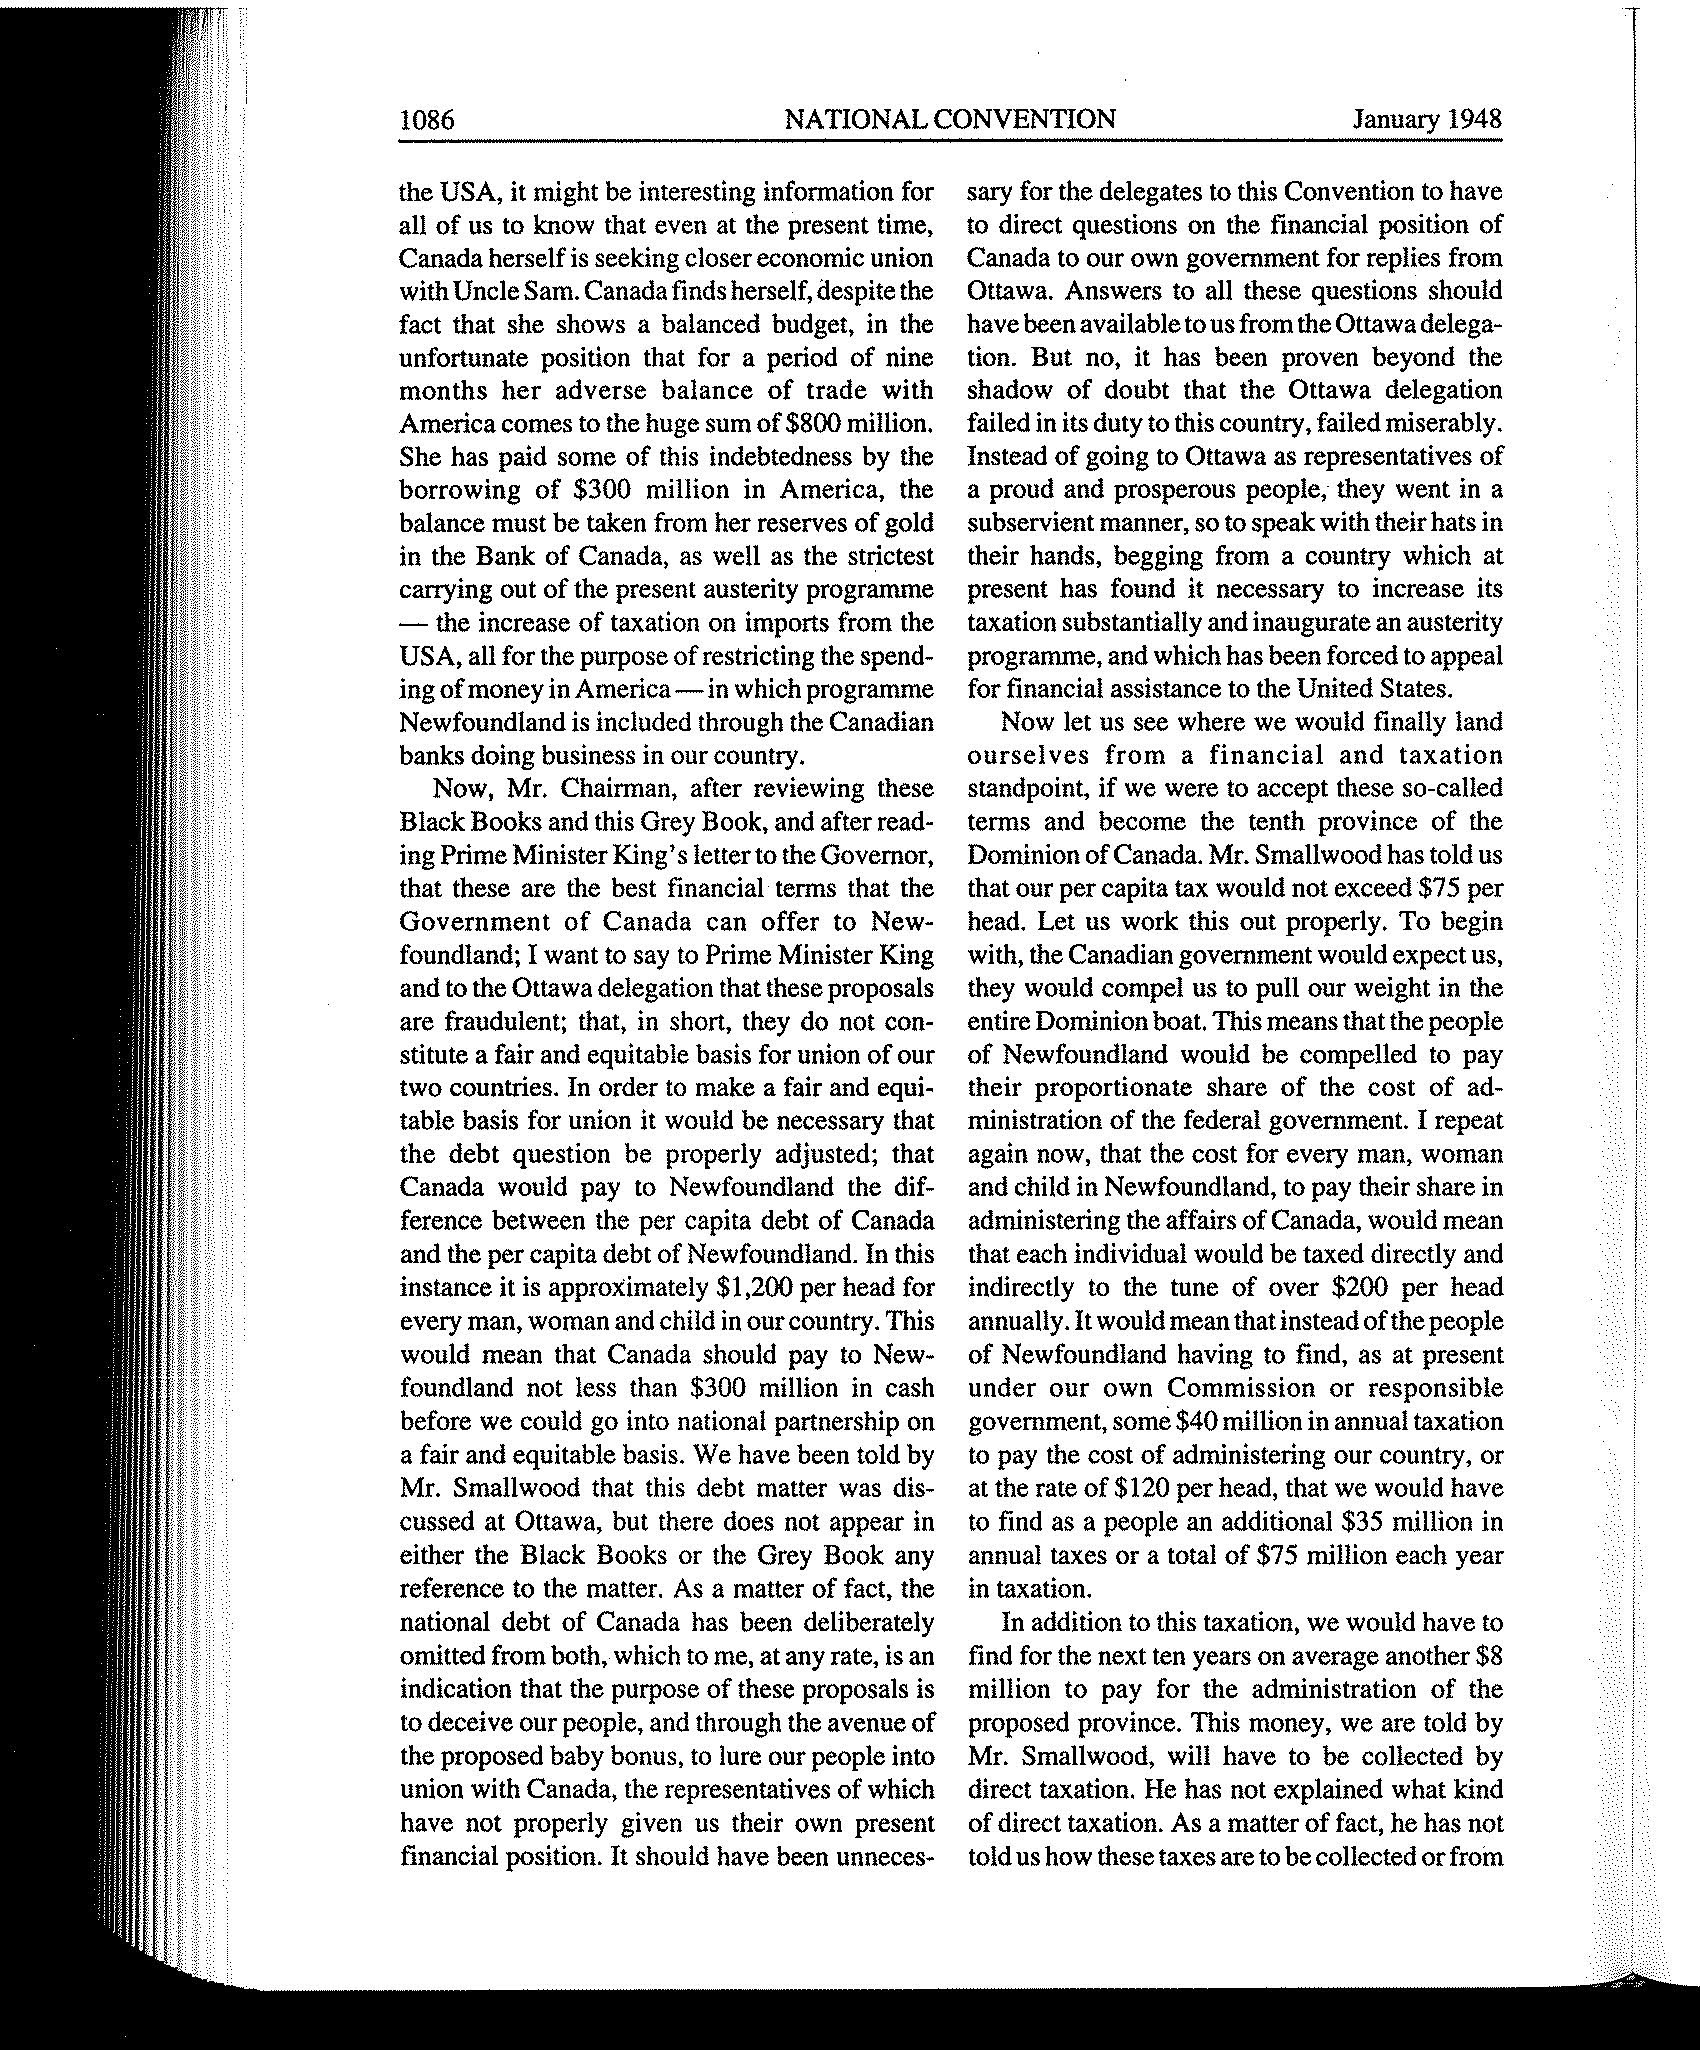 1086 NATIONAL CONVENTION January 1948
the USA, it might be interesting information for
all of us to know that even at the present time,
Canada herself is seeking closer economic union
with Uncle Sam. Canada finds herself, despite the
fact that she shows a balanced budget, in the
unfortunate position that for a period of nine
months her adverse balance of trade with
America comes to the huge sum of $800 million.
She has paid some of this indebtedness by the
borrowing of $300 million in America, the
balance must be taken from her reserves of gold
in the Bank of Canada, as well as the strictest
carrying out of the present austerity programme
— the increase of taxation on imports from the
USA, all for the purpose of restricting the spend-
ing of money in America — in which programme
Newfoundland is included through the Canadian
banks doing business in our country.
Now, Mr. Chairman, after reviewing these
Black Books and this Grey Book, and after read-
ing Prime Minister King's letter to the Governor,
that these are the best financial terms that the
Government of Canada can offer to New-
foundland; I want to say to Prime Minister King
and to the Ottawa delegation that these proposals
are fraudulent; that, in short, they do not con-
stitute a fair and equitable basis for union of our
two countries. In order to make a fair and equi-
table basis for union it would be necessary that
the debt question be properly adjusted; that
Canada would pay to Newfoundland the dif-
ference between the per capita debt of Canada
and the per capita debt of Newfoundland. In this
instance it is approximately $1,200 per head for
every man, woman and child in our country. This
would mean that Canada should pay to New-
foundland not less than $300 million in cash
before we could go into national partnership on
a fair and equitable basis. We have been told by
Mr. Smallwood that this debt matter was dis-
cussed at Ottawa, but there does not appear in
either the Black Books or the Grey Book any
reference to the matter. As a matter of fact, the
national debt of Canada has been deliberately
omitted from both, which to me, at any rate, is an
indication that the purpose of these proposals is
to deceive our people, and through the avenue of
the proposed baby bonus, to lure our people into
union with Canada, the representatives of which
have not properly given us their own present
financial position. It should have been unneces-
sary for the delegates to this Convention to have
to direct questions on the financial position of
Canada to our own government for replies from
Ottawa. Answers to all these questions should
have been available to us from the Ottawa delega-
tion. But no, it has been proven beyond the
shadow of doubt that the Ottawa delegation
failed in its duty to this country, failed miserably.
Instead of going to Ottawa as representatives of
a proud and prosperous people, they went in a
subservient manner, so to speak with their hats in
their hands, begging from a country which at
present has found it necessary to increase its
taxation substantially and inaugurate an austerity
programme, and which has been forced to appeal
for financial assistance to the United States.
Now let us see where we would finally land
ourselves from a financial and taxation
standpoint, if we were to accept these so-called
terms and become the tenth province of the
Dominion of Canada. Mr. Smallwood has told us
that our per capita tax would not exceed $75 per
head. Let us work this out properly. To begin
with, the Canadian government would expect us,
they would compel us to pull our weight in the
entire Dominion boat. This means that the people
of Newfoundland would be compelled to pay
their proportionate share of the cost of ad-
ministration of the federal government. I repeat
again now, that the cost for every man, woman
and child in Newfoundland, to pay their share in
administering the affairs of Canada, would mean
that each individual would be taxed directly and
indirectly to the tune of over $200 per head
annually. It would mean that instead of the people
of Newfoundland having to find, as at present
under our own Commission or responsible
government, some $40 million in annual taxation
to pay the cost of administering our country, or
at the rate of $120 per head, that we would have
to find as a people an additional $35 million in
annual taxes or a total of $75 million each year
in taxation.
In addition to this taxation, we would have to
find for the next ten years on average another $8
million to pay for the administration of the
proposed province. This money, we are told by
Mr. Smallwood, will have to be collected by
direct taxation. He has not explained what kind
of direct taxation. As a matter of fact, he has not
told us how these taxes are to be collected or from